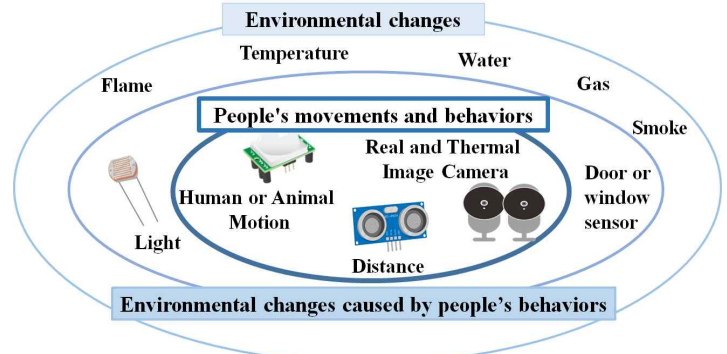 Environmental changes
Temperature
Water
Flame
Gas
People's movements and behaviors
Smoke
Real and Thermal
Image Camera
Door or
window
sensor
Human or Animal
Motion
Light
Distance
Environmental changes caused by people’s behaviors